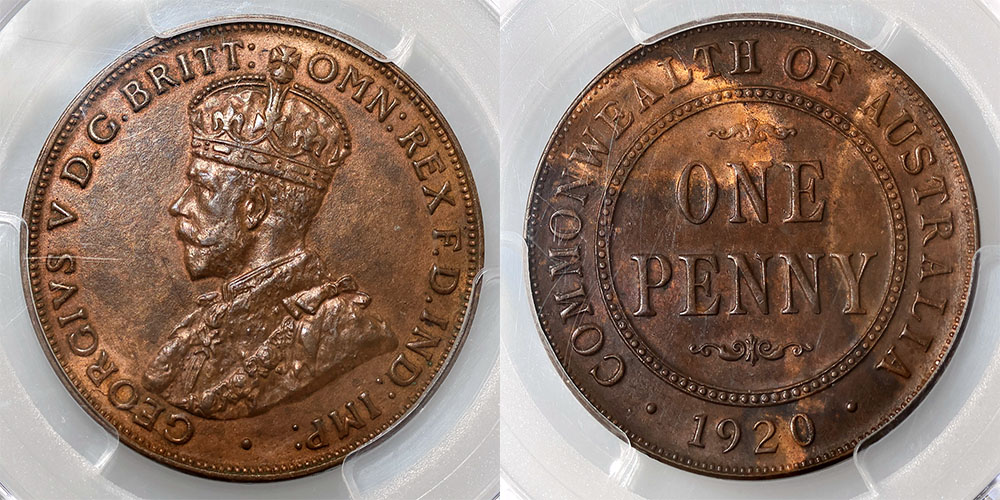 GEORGIVS V D.G.BRITT: OMN: REX F.D.IND: IMP:
COMMONWEALTH OF AUSTRALIA
ONE
PENNY
· 1920 ·